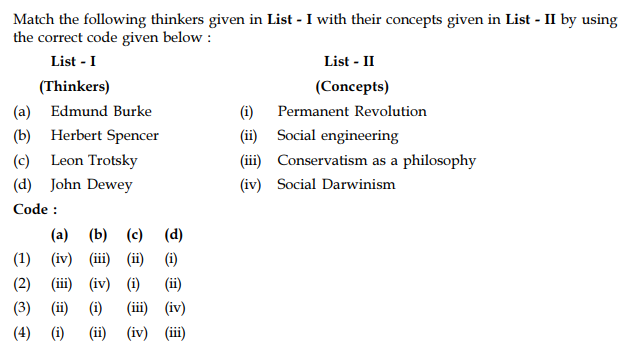 Match the following thinkers given in List - I with their concepts given in List - II by using
the correct code given below :
List - I List - II
(Thinkers) (Concepts)
(a) Edmund Burke (i) Permanent Revolution
(b) Herbert Spencer (ii) Social engineering
(c) Leon Trotsky (iii) Conservatism as a philosophy
(d) John Dewey (iv) Social Darwinism
Code :
(a) (b) (c) (d)
(1) (iv) (iii) (ii) (i)
(2) (iii) (iv) (i) (ii)
(3) (ii) (i) (iii) (iv)
(4) (i) (ii) (iv) (iii)